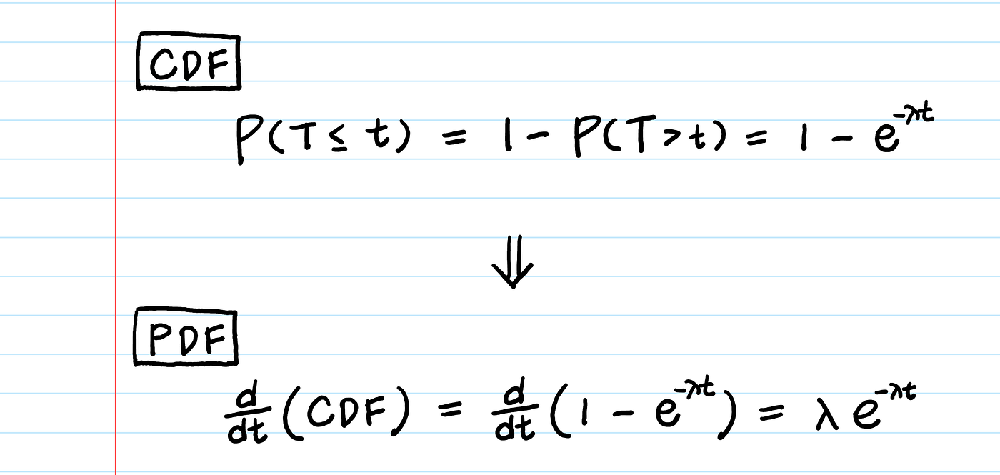 CDF
P(T ≤ t) = 1 - P(T > t) = 1 - e^{-λt}
PDF
d/dt (CDF) = d/dt (1 - e^{-λt}) = λ e^{-λt}